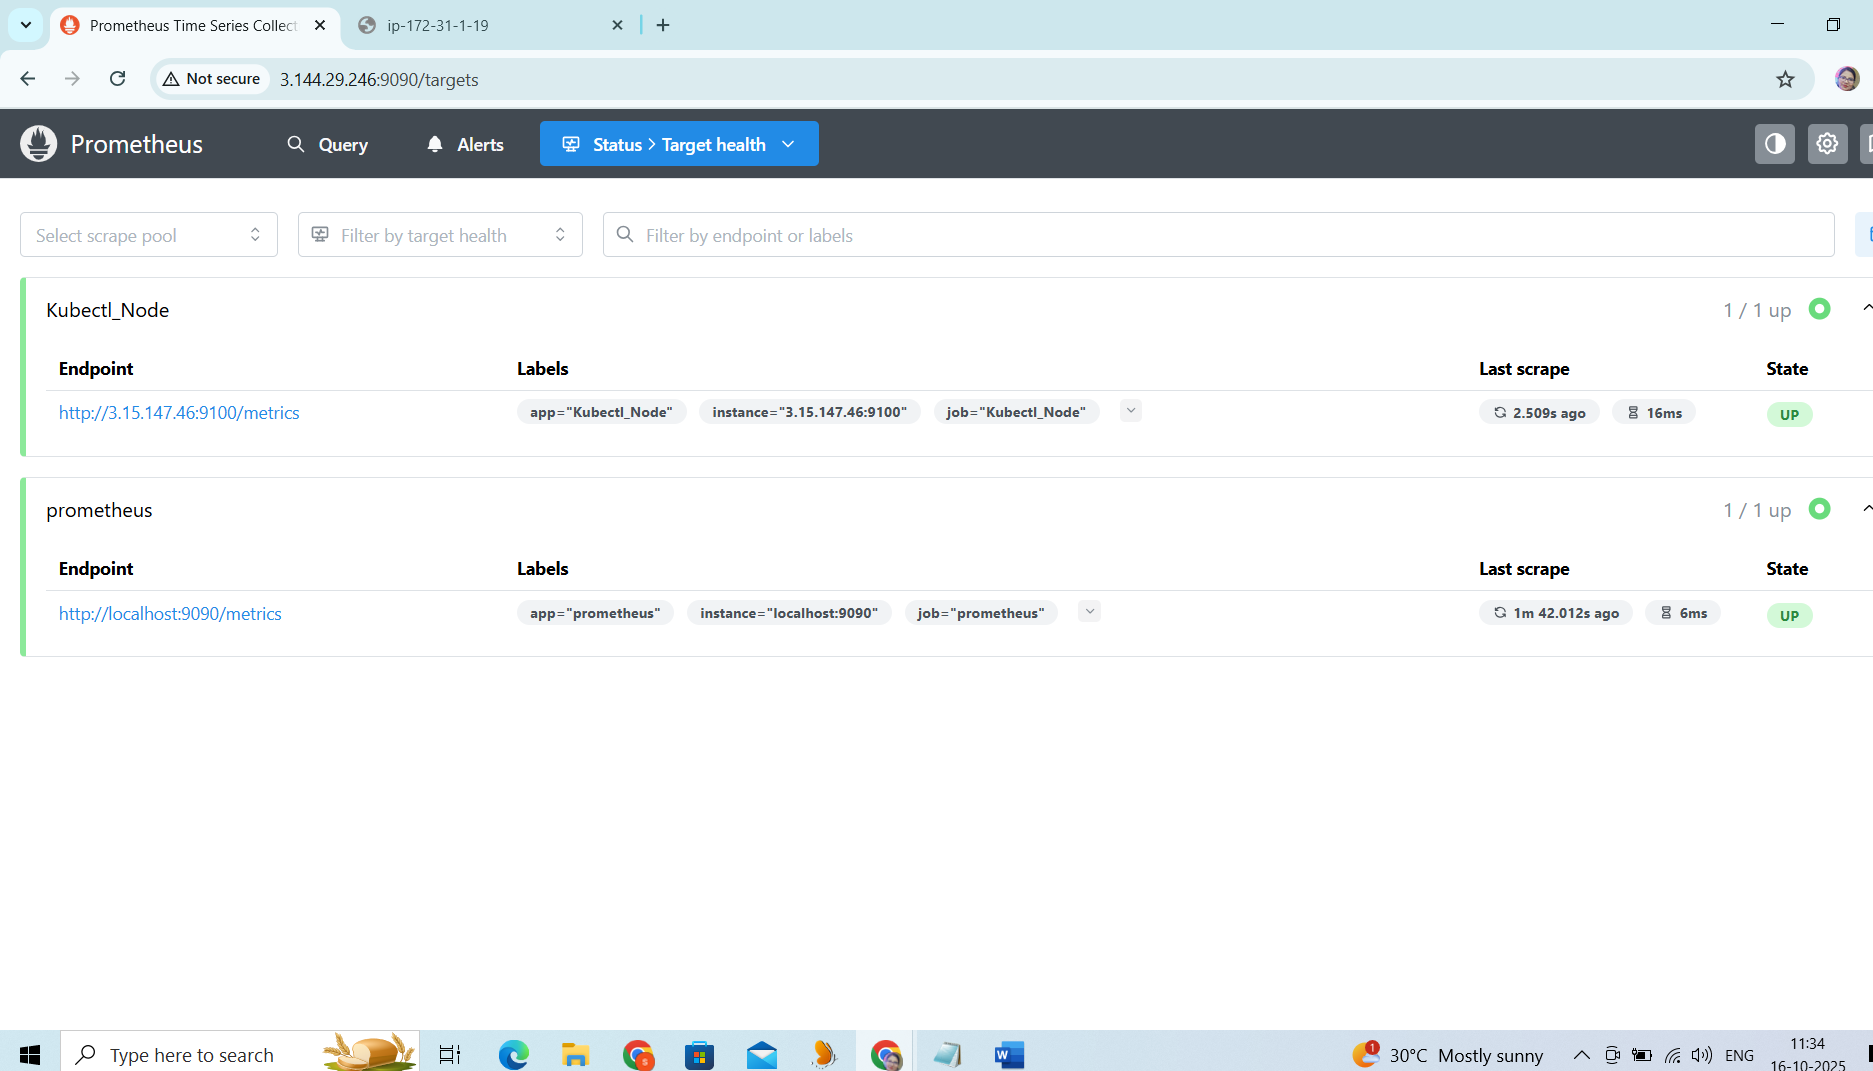 Prometheus Time Series Collect
ip-172-31-1-19
Not secure
3.144.29.246:9090/targets
Prometheus
Query
Alerts
Status > Target health
Select scrape pool
Filter by target health
Filter by endpoint or labels
Kubectl_Node
1 / 1 up
Endpoint Labels Last scrape State
http://3.15.147.46:9100/metrics app="Kubectl_Node" instance="3.15.147.46:9100" job="Kubectl_Node" 2.509s ago 16ms UP
prometheus
1 / 1 up
Endpoint Labels Last scrape State
http://localhost:9090/metrics app="prometheus" instance="localhost:9090" job="prometheus" 1m 42.012s ago 6ms UP
Type here to search
1
30°C Mostly sunny
ENG
11:34
16-10-2025